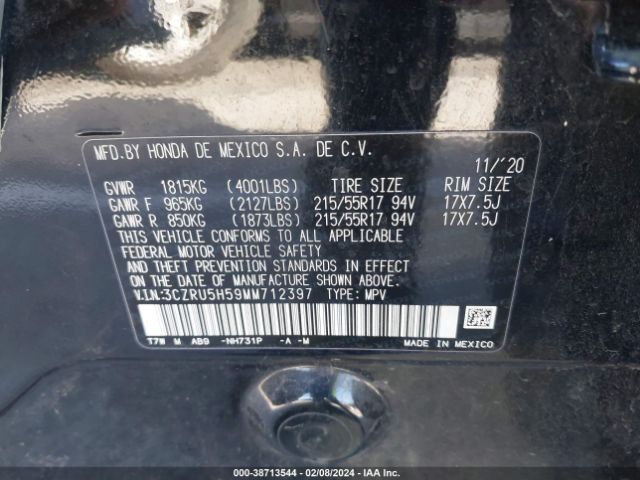 MFD.BY HONDA DE MEXICO S.A. DE C.V.
11/'20
GVWR 1815KG (4001LBS) TIRE SIZE RIM SIZE
GAWR F 965KG (2127LBS) 215/55R17 94V 17X7.5J
GAWR R 850KG (1873LBS) 215/55R17 94V 17X7.5J
THIS VEHICLE CONFORMS TO ALL APPLICABLE
FEDERAL MOTOR VEHICLE SAFETY
AND THEFT PREVENTION STANDARDS IN EFFECT ON
THE DATE OF MANUFACTURE SHOWN ABOVE.
V.I.N:3CZRU5H59MM712397 TYPE: MPV
T7W M AB9 -NH731P -A -M MADE IN MEXICO
000-38713544 - 02/08/2024 - IAAI.COM